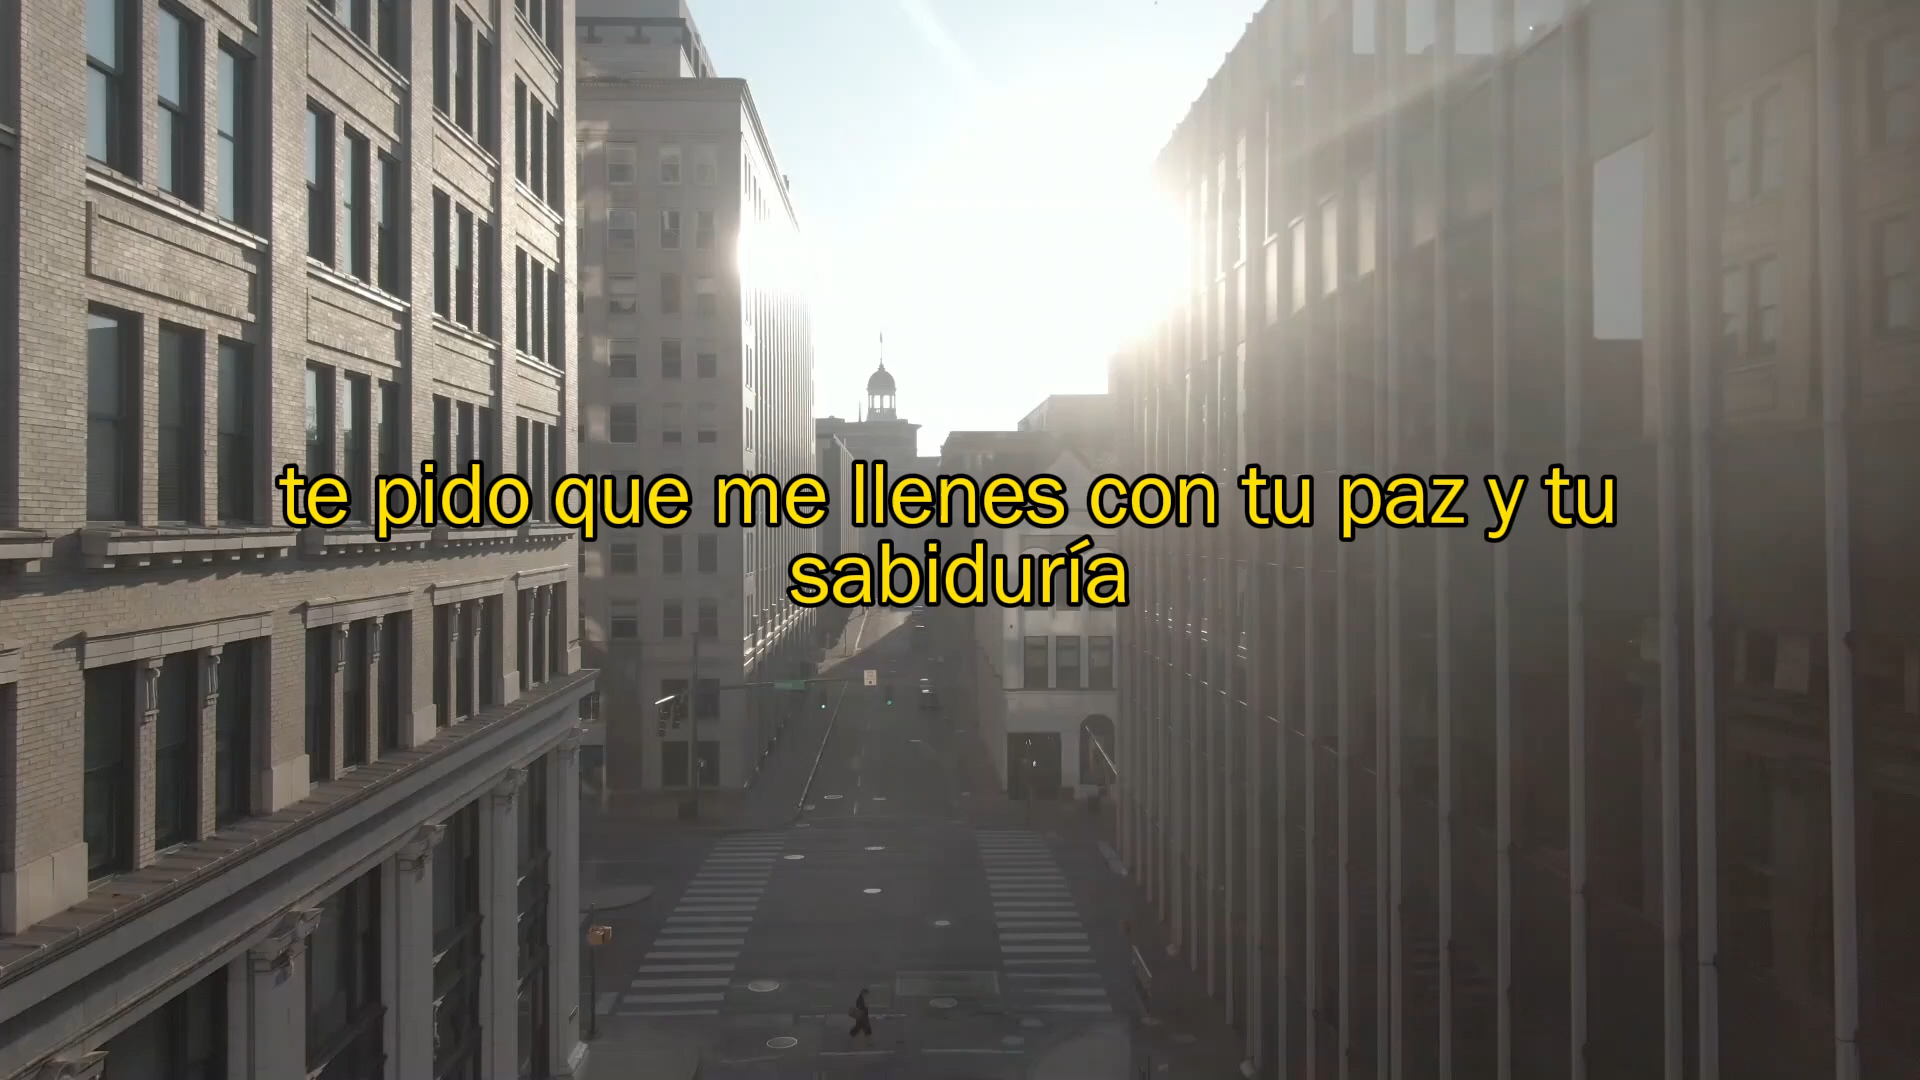 te pido que me llenes con tu paz y tu
sabiduría